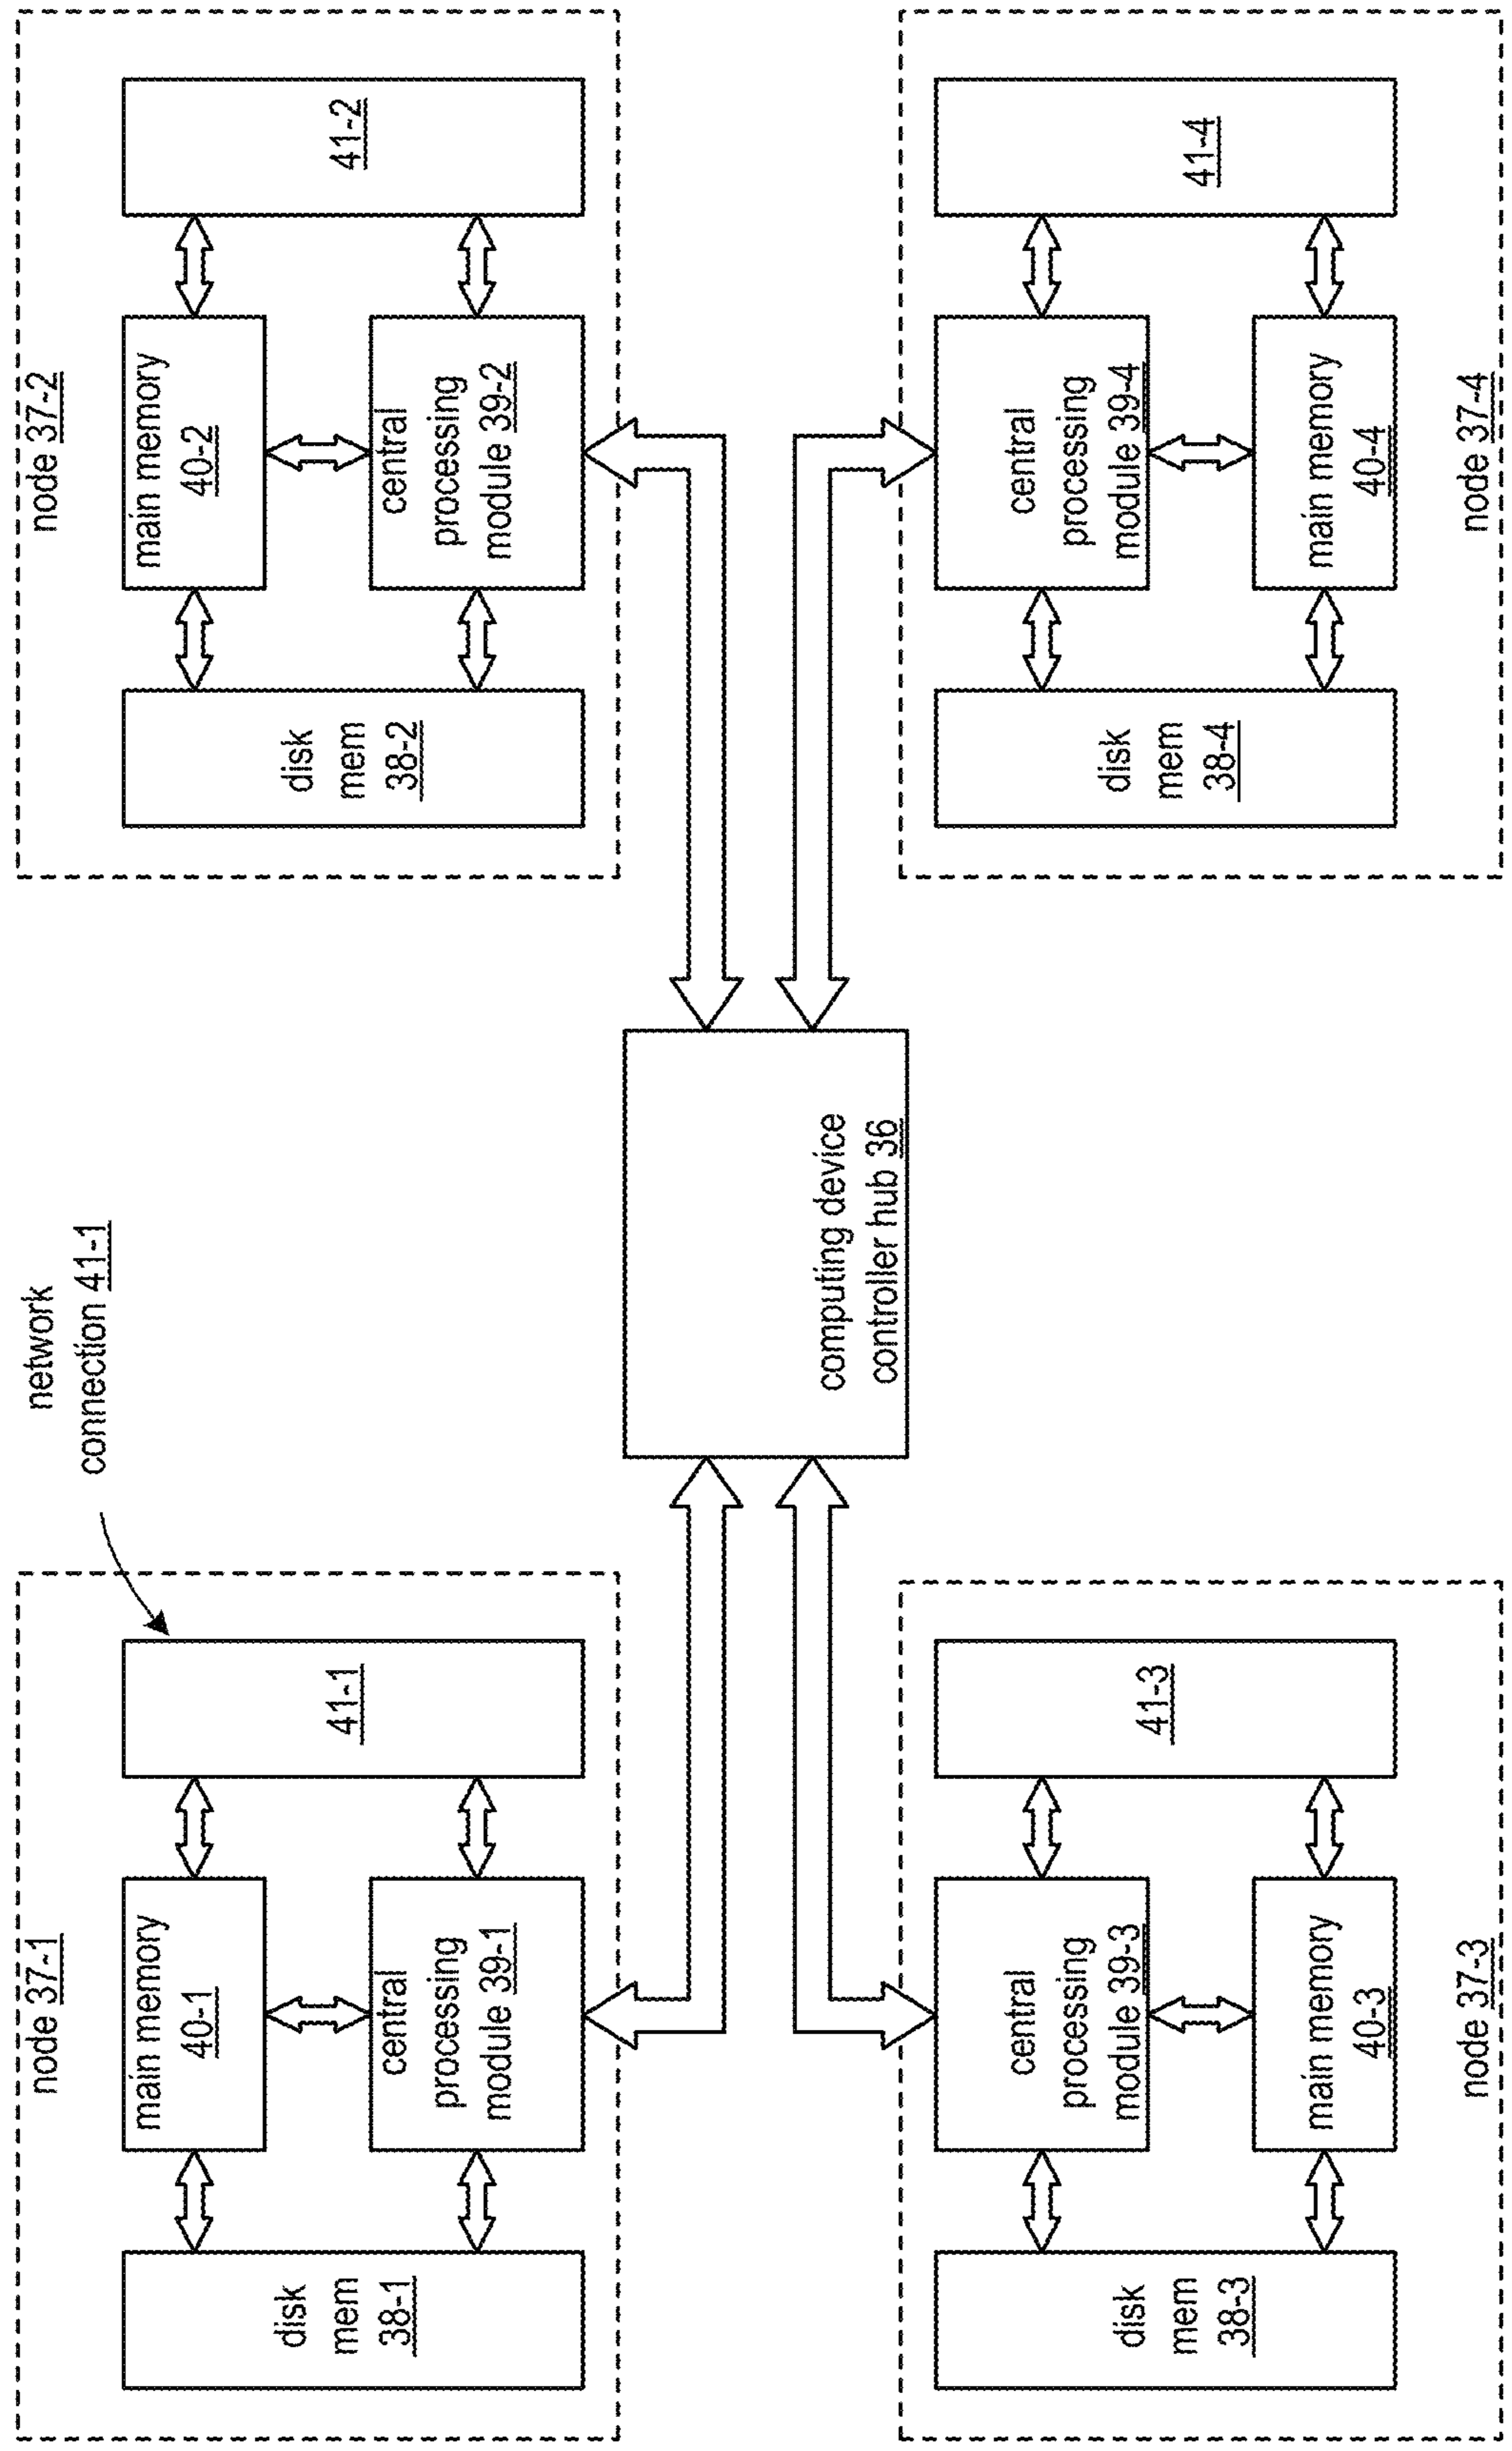 node 37-1
main memory
40-1
central
processing
module 39-1
disk
mem
38-1
41-1
network
connection 41-1
node 37-2
main memory
40-2
central
processing
module 39-2
disk
mem
38-2
41-2
computing device
controller hub 36
central
processing
module 39-3
main memory
40-3
disk
mem
38-3
41-3
node 37-3
central
processing
module 39-4
main memory
40-4
disk
mem
38-4
41-4
node 37-4